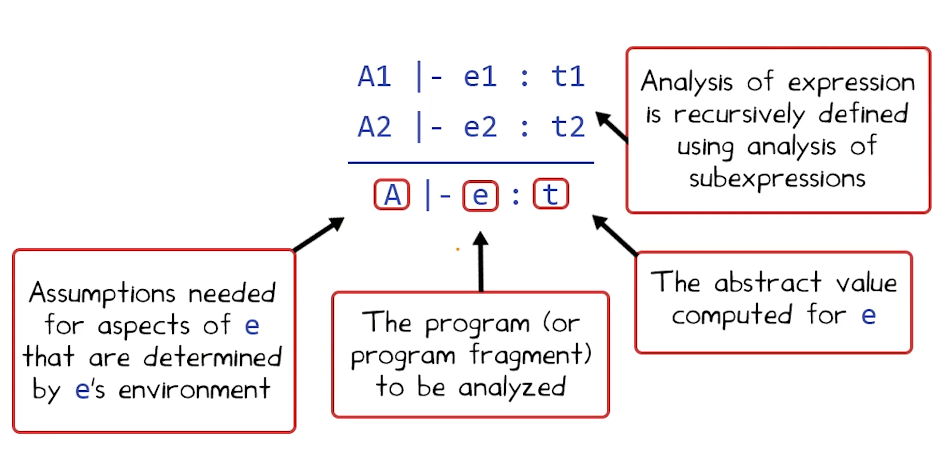 A1 |- e1 : t1
A2 |- e2 : t2
A |- e : t
Analysis of expression
is recursively defined
using analysis of
subexpressions
Assumptions needed
for aspects of e
that are determined
by e's environment
The program (or
program fragment)
to be analyzed
The abstract value
computed for e